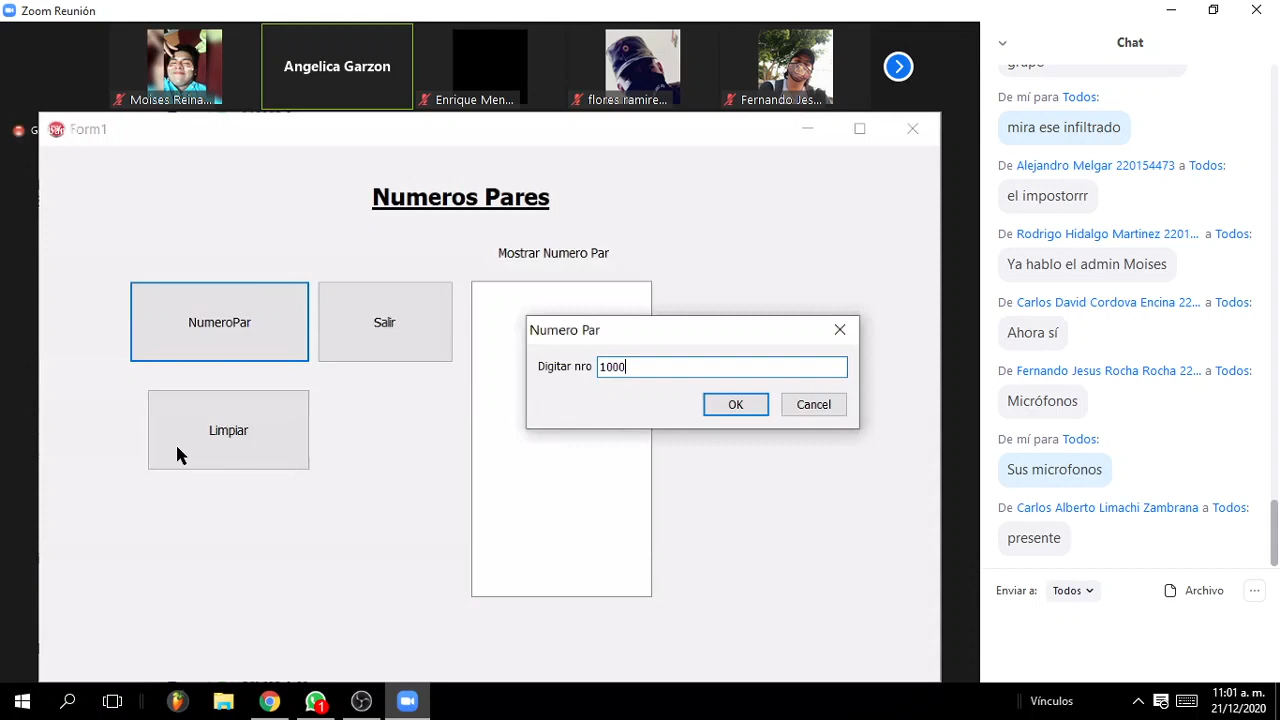 Zoom Reunión
Moises Reina...
Angelica Garzon
Enrique Men...
flores ramire...
Fernando Jes...
Form1
Numeros Pares
Mostrar Numero Par
NumeroPar
Salir
Limpiar
Numero Par
Digitar nro 1000
OK
Cancel
Chat
grupo
De mí para Todos:
mira ese infiltrado
De Alejandro Melgar 220154473 a Todos:
el impostorrr
De Rodrigo Hidalgo Martinez 2201... a Todos:
Ya hablo el admin Moises
De Carlos David Cordova Encina 22... a Todos:
Ahora sí
De Fernando Jesus Rocha Rocha 22... a Todos:
Micrófonos
De mí para Todos:
Sus microfonos
De Carlos Alberto Limachi Zambrana a Todos:
presente
Enviar a: Todos
Archivo
1
Vínculos
11:01 a. m.
21/12/2020